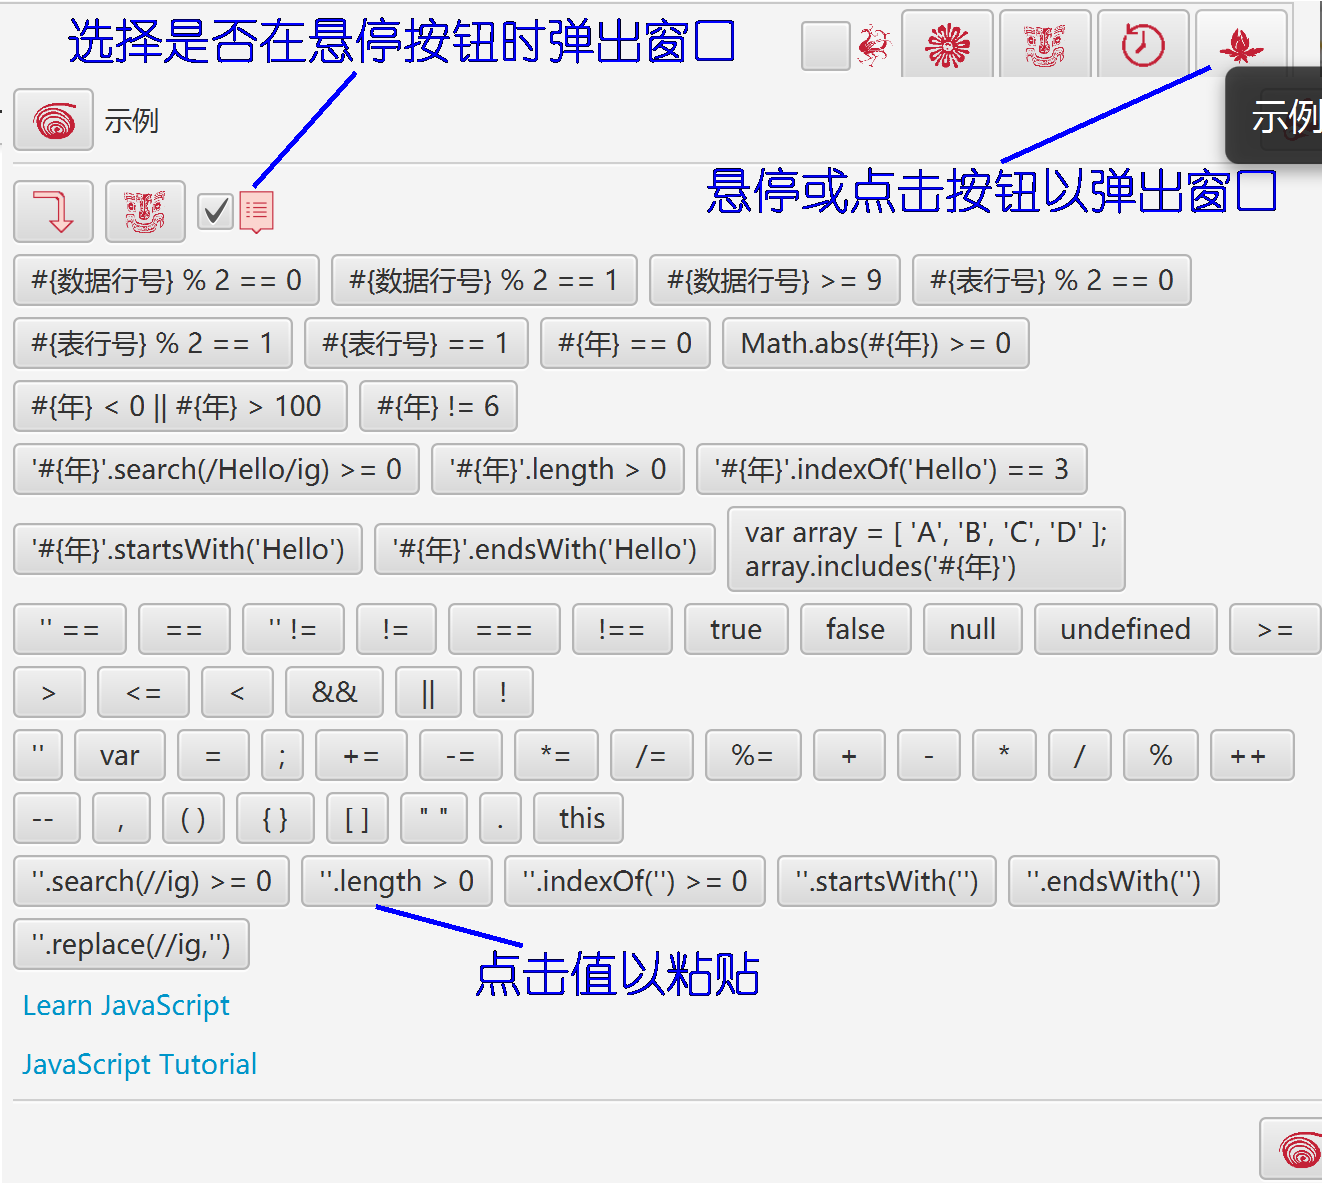 选择是否在悬停按钮时弹出窗口
示例
示例
悬停或点击按钮以弹出窗口
#{数据行号} % 2 == 0 #{数据行号} % 2 == 1 #{数据行号} >= 9 #{表行号} % 2 == 0
#{表行号} % 2 == 1 #{表行号} == 1 #{年} == 0 Math.abs(#{年}) >= 0
#{年} < 0 || #{年} > 100 #{年} != 6
'#{年}'.search(/Hello/ig) >= 0 '#{年}'.length > 0 '#{年}'.indexOf('Hello') == 3
'#{年}'.startsWith('Hello') '#{年}'.endsWith('Hello') var array = [ 'A', 'B', 'C', 'D' ];
array.includes('#{年}')
'' == == '' != != === !== true false null undefined >=
> <= < && || !
'' var = ; += -= *= /= %= + - * / % ++
-- , ( ) { } [ ] " " . this
''.search(//ig) >= 0 ''.length > 0 ''.indexOf('') >= 0 ''.startsWith('') ''.endsWith('')
''.replace(//ig,'')
点击值以粘贴
Learn JavaScript
JavaScript Tutorial